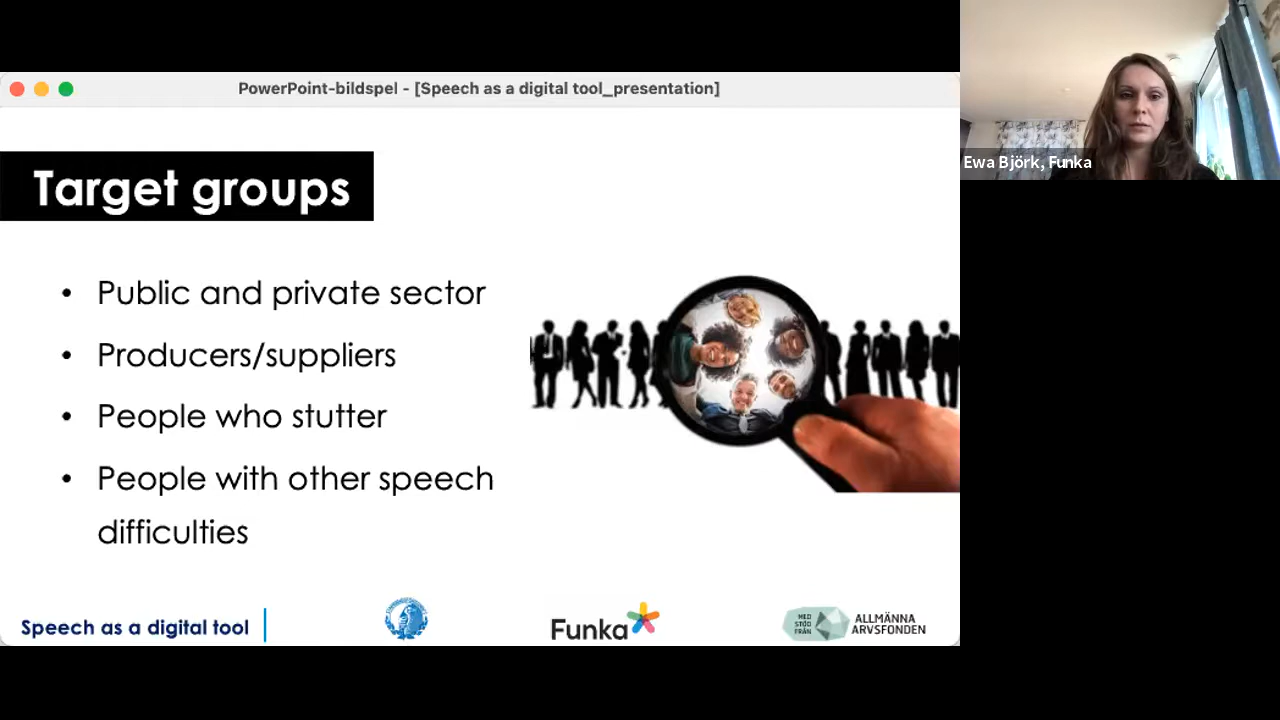 PowerPoint-bildspel - [Speech as a digital tool_presentation]
Ewa Björk, Funka
Target groups
• Public and private sector
• Producers/suppliers
• People who stutter
• People with other speech
difficulties
Speech as a digital tool
Funka
MED
STÖD
FRÅN
ALLMÄNNA
ARVSFONDEN